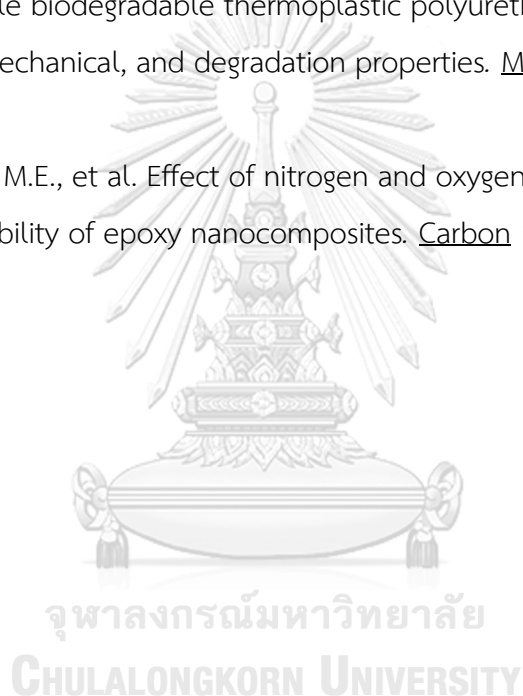 le biodegradable thermoplastic polyureth
echanical, and degradation properties. M
M.E., et al. Effect of nitrogen and oxygen
bility of epoxy nanocomposites. Carbon
จุฬาลงกรณ์มหาวิทยาลัย
CHULALONGKORN UNIVERSITY